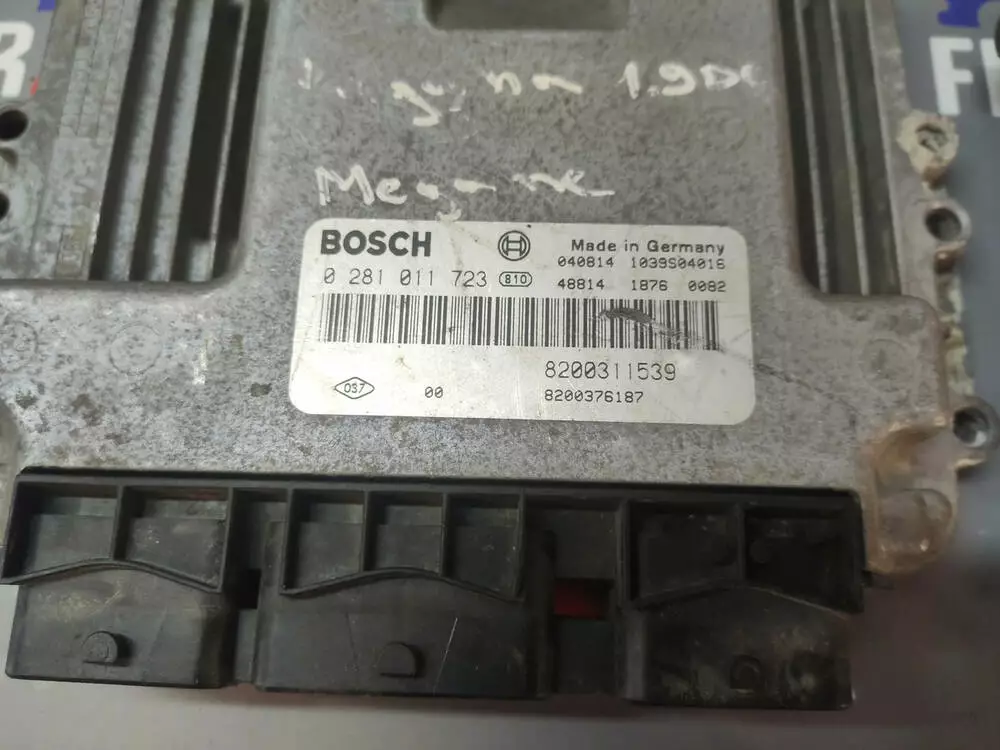 1.9DC
Megane
BOSCH Made in Germany
040814 1039S04016
0 281 011 723 810 48814 1876 0082
8200311539
037 00 8200376187